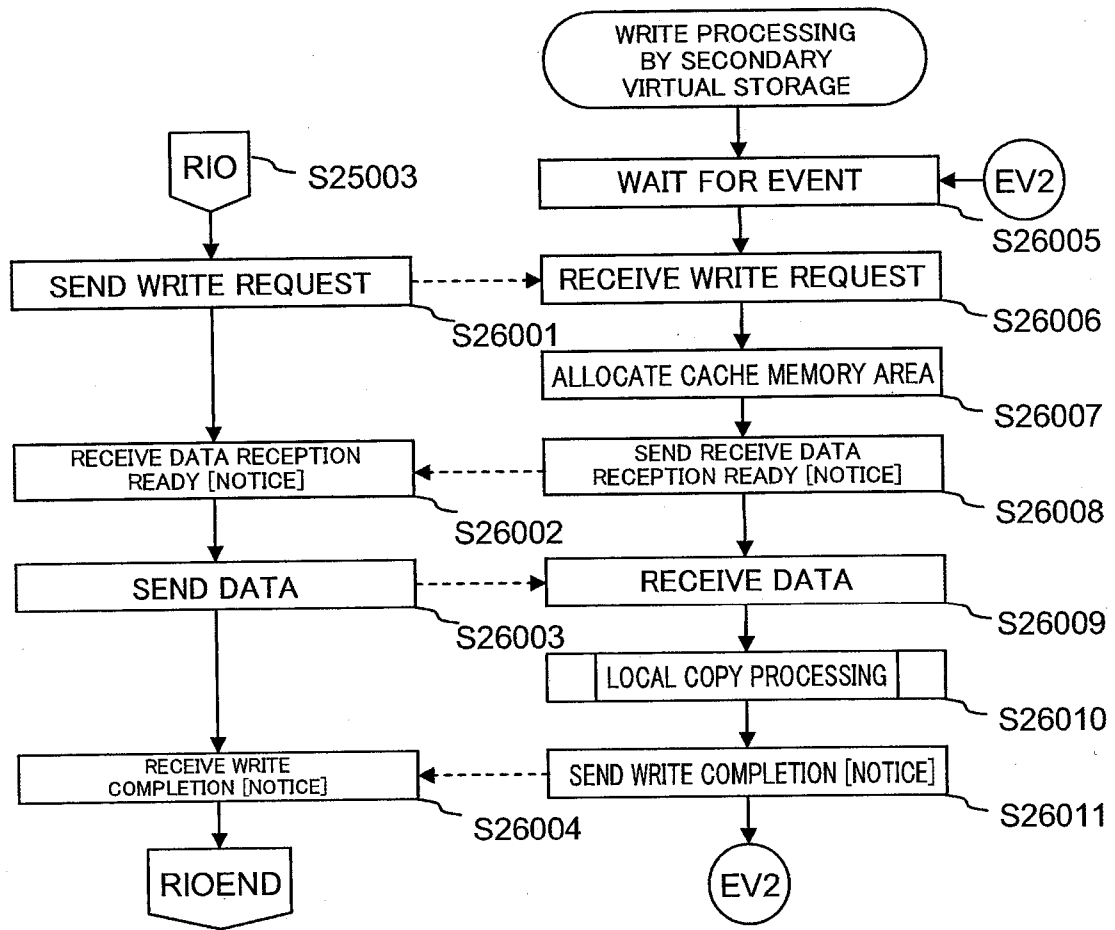 WRITE PROCESSING
BY SECONDARY
VIRTUAL STORAGE
RIO
S25003
WAIT FOR EVENT
EV2
S26005
SEND WRITE REQUEST
S26001
RECEIVE WRITE REQUEST
S26006
ALLOCATE CACHE MEMORY AREA
S26007
RECEIVE DATA RECEPTION
READY [NOTICE]
S26002
SEND RECEIVE DATA
RECEPTION READY [NOTICE]
S26008
SEND DATA
S26003
RECEIVE DATA
S26009
LOCAL COPY PROCESSING
S26010
RECEIVE WRITE
COMPLETION [NOTICE]
S26004
SEND WRITE COMPLETION [NOTICE]
S26011
RIOEND
EV2